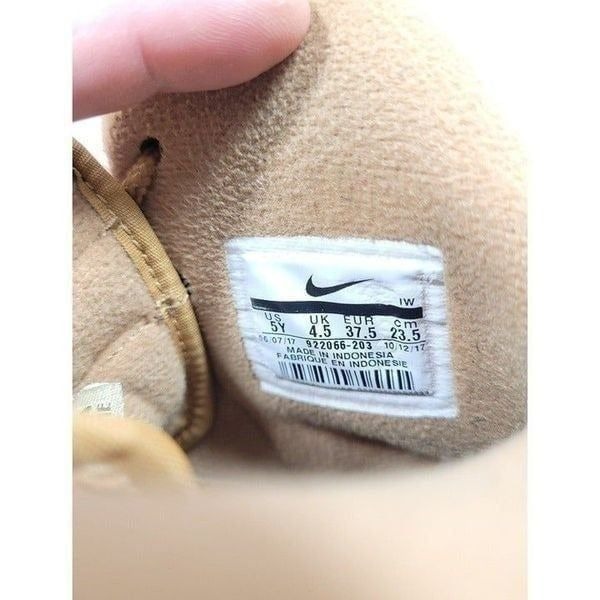 IW
US UK EUR cm
5Y 4.5 37.5 23.5
06/07/17 922066-203 10/12/17
MADE IN INDONESIA
FABRIQUE EN INDONESIE